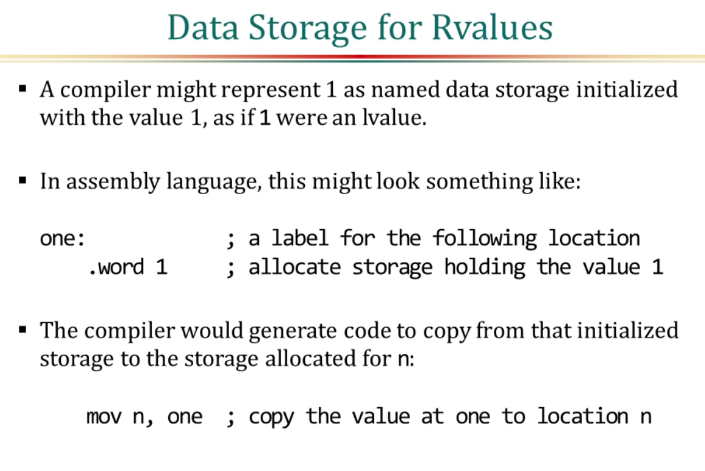 Data Storage for Rvalues
▪ A compiler might represent 1 as named data storage initialized
with the value 1, as if 1 were an lvalue.
▪ In assembly language, this might look something like:
one: ; a label for the following location
.word 1 ; allocate storage holding the value 1
▪ The compiler would generate code to copy from that initialized
storage to the storage allocated for n:
mov n, one ; copy the value at one to location n